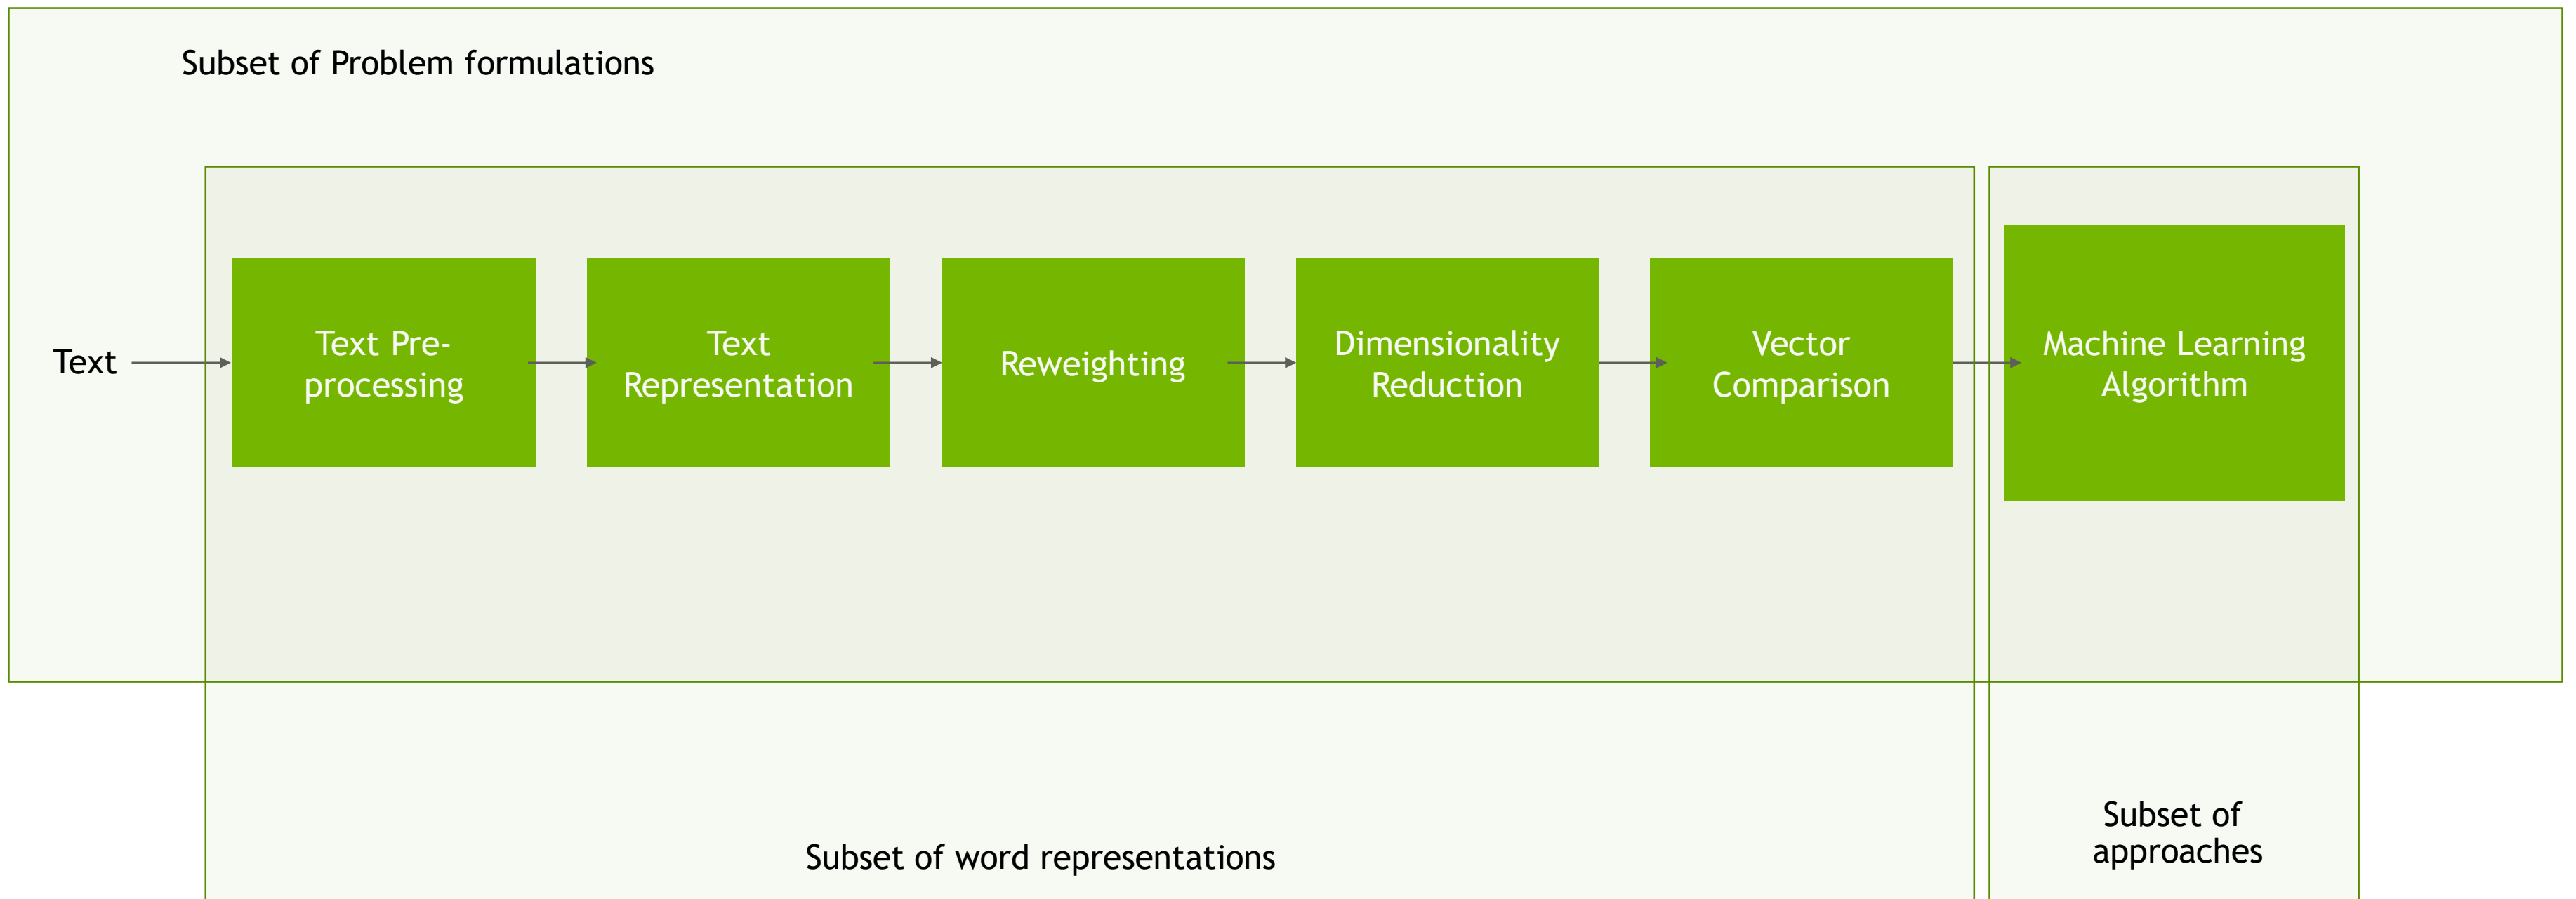 Subset of Problem formulations
Text
Text Pre-
processing
Text
Representation
Reweighting
Dimensionality
Reduction
Vector
Comparison
Machine Learning
Algorithm
Subset of word representations
Subset of
approaches